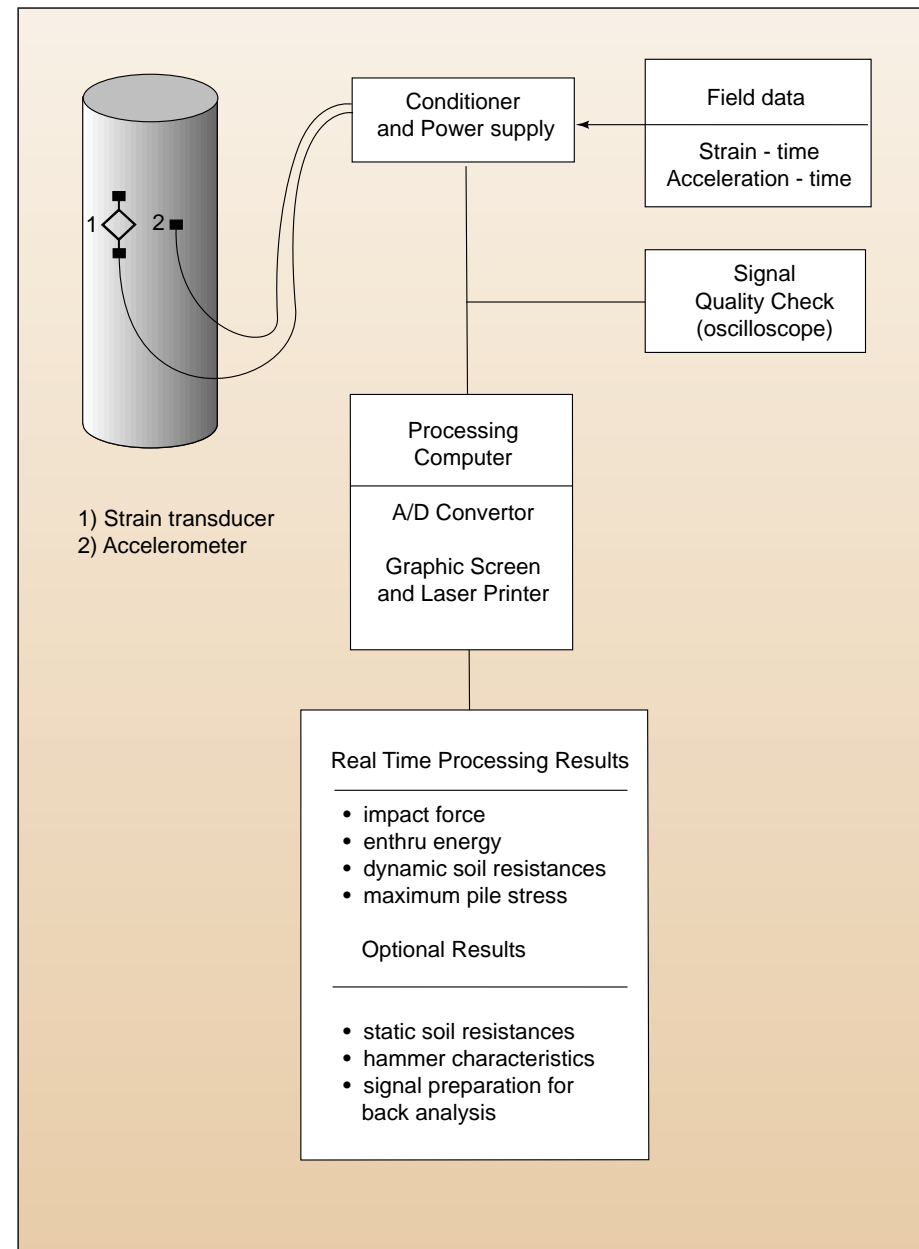 Conditioner
and Power supply
Field data
Strain - time
Acceleration - time
1
2
Signal
Quality Check
(oscilloscope)
Processing
Computer
A/D Convertor
Graphic Screen
and Laser Printer
1) Strain transducer
2) Accelerometer
Real Time Processing Results
• impact force
• enthru energy
• dynamic soil resistances
• maximum pile stress
Optional Results
• static soil resistances
• hammer characteristics
• signal preparation for
back analysis